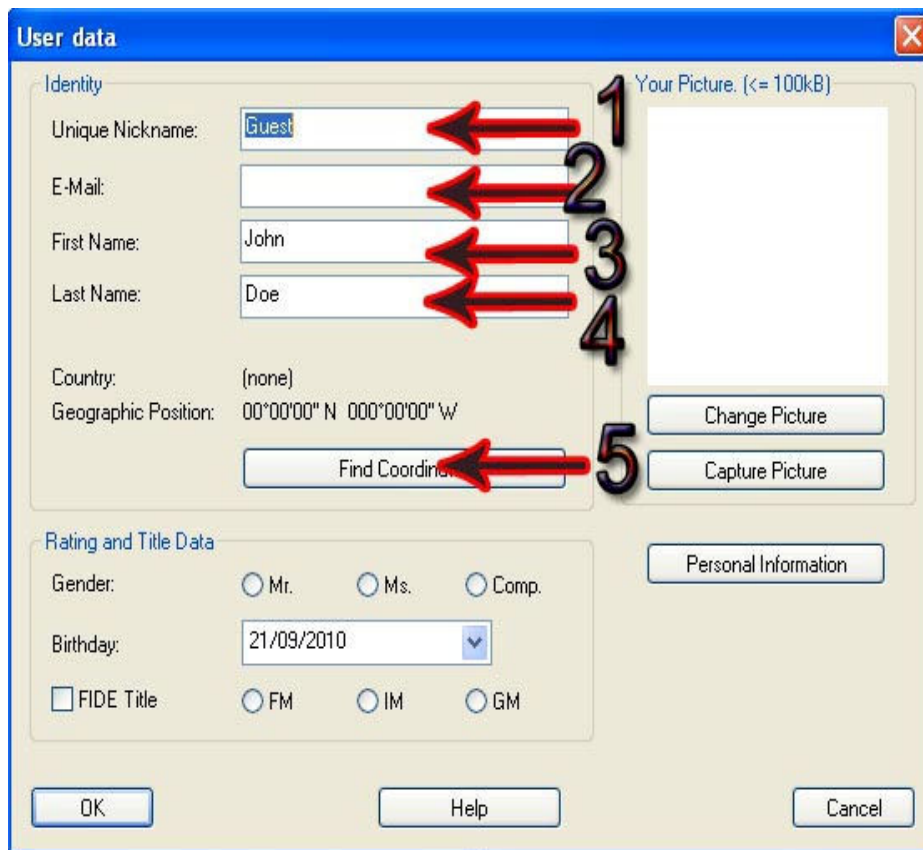 User data
Identity
Unique Nickname: Guest 1
E-Mail: 2
First Name: John 3
Last Name: Doe 4
Country: (none)
Geographic Position: 00°00'00" N 000°00'00" W
Find Coordin 5
Your Picture. (<= 100kB)
Change Picture
Capture Picture
Personal Information
Rating and Title Data
Gender: Mr. Ms. Comp.
Birthday: 21/09/2010
FIDE Title FM IM GM
OK Help Cancel